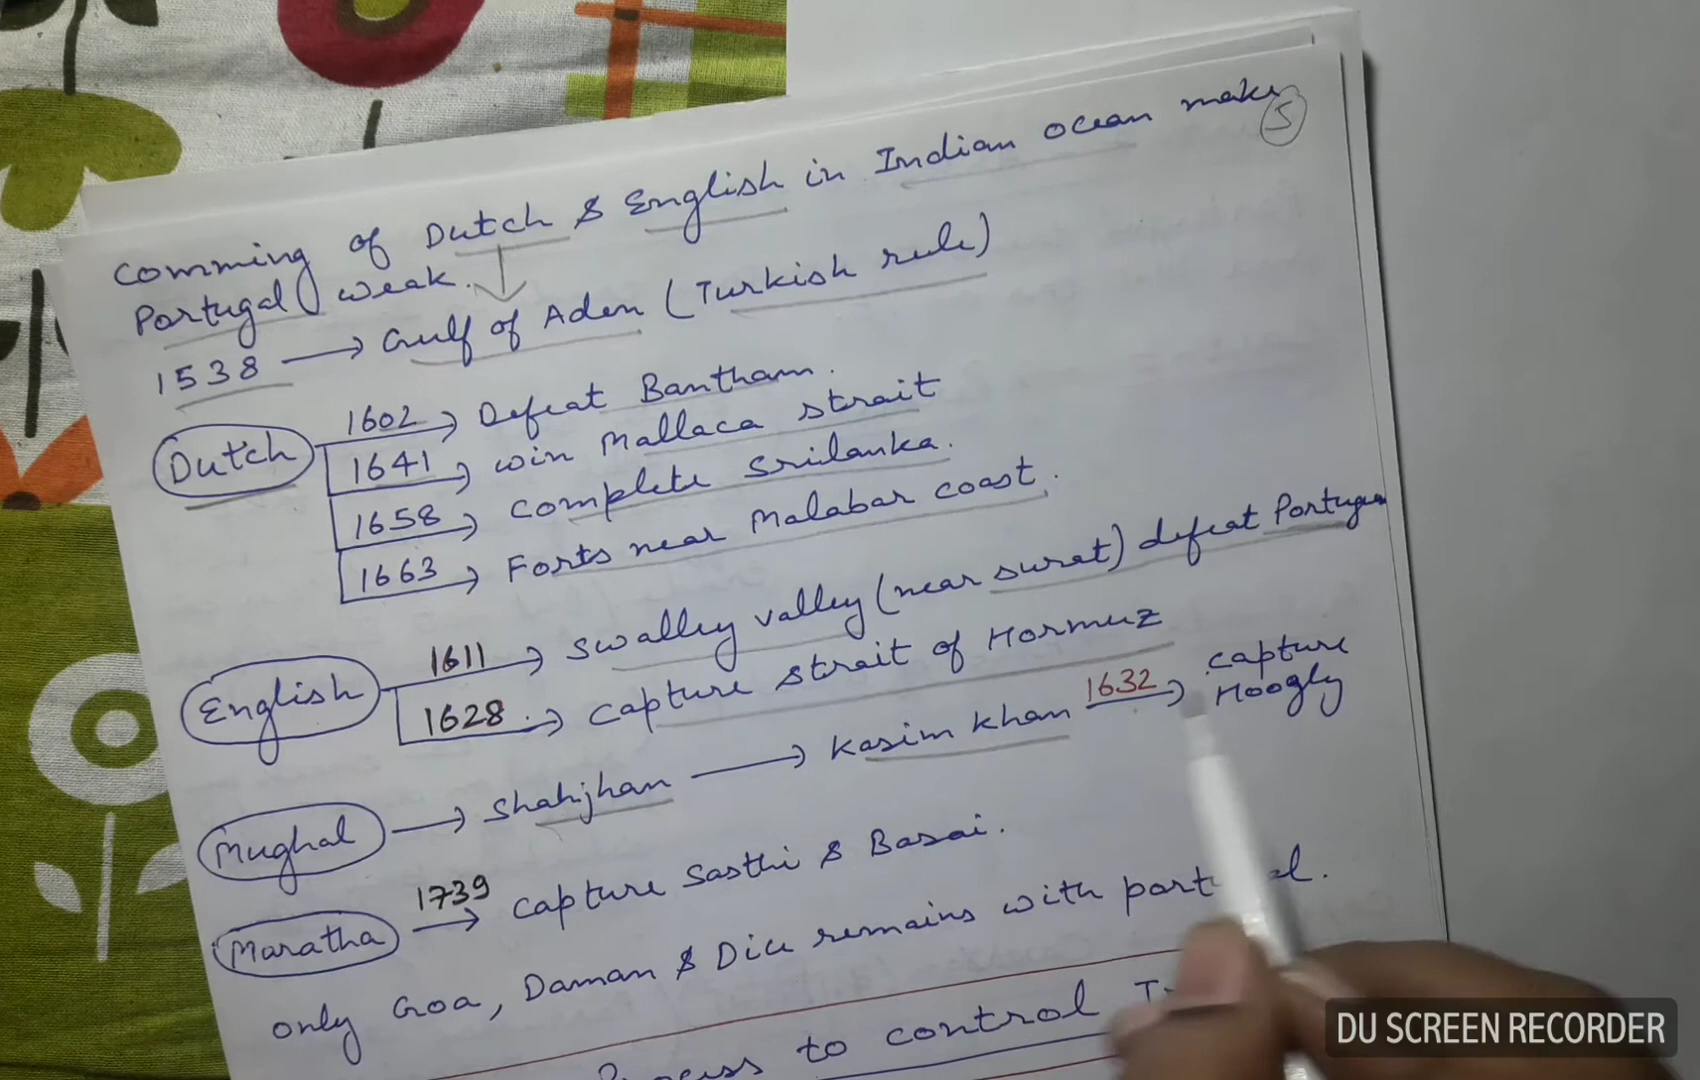 5
Comming of Dutch & English in Indian ocean make
Portugal weak.
1538 → Gulf of Aden (Turkish rule)
Dutch 1602 → Defeat Bantham.
1641 → win Mallaca strait
1658 → Complete Srilanka.
1663 → Forts near Malabar coast.
English 1611 → Swalley valley (near surat) defeat Portugese
1628 → Capture strait of Hormuz
Mughal → Shahjhan → Kasim Khan 1632 → capture Hoogly
Maratha 1739 → Capture Sasthi & Basai.
only Goa, Daman & Diu remains with
to control
DU SCREEN RECORDER